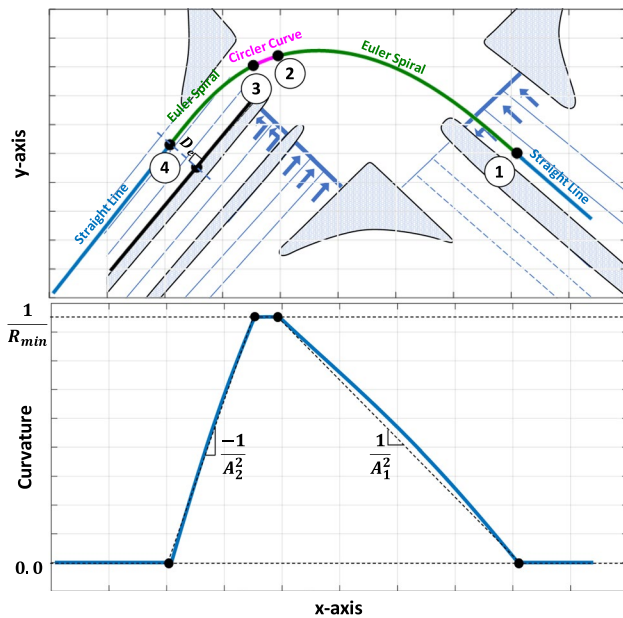 Circler Curve
Euler Spiral
Euler Spiral
2
3
D_e
4
1
Straight Line
Straight Line
y-axis
1
R_min
Curvature
-1
A_2^2
1
A_1^2
0.0
x-axis